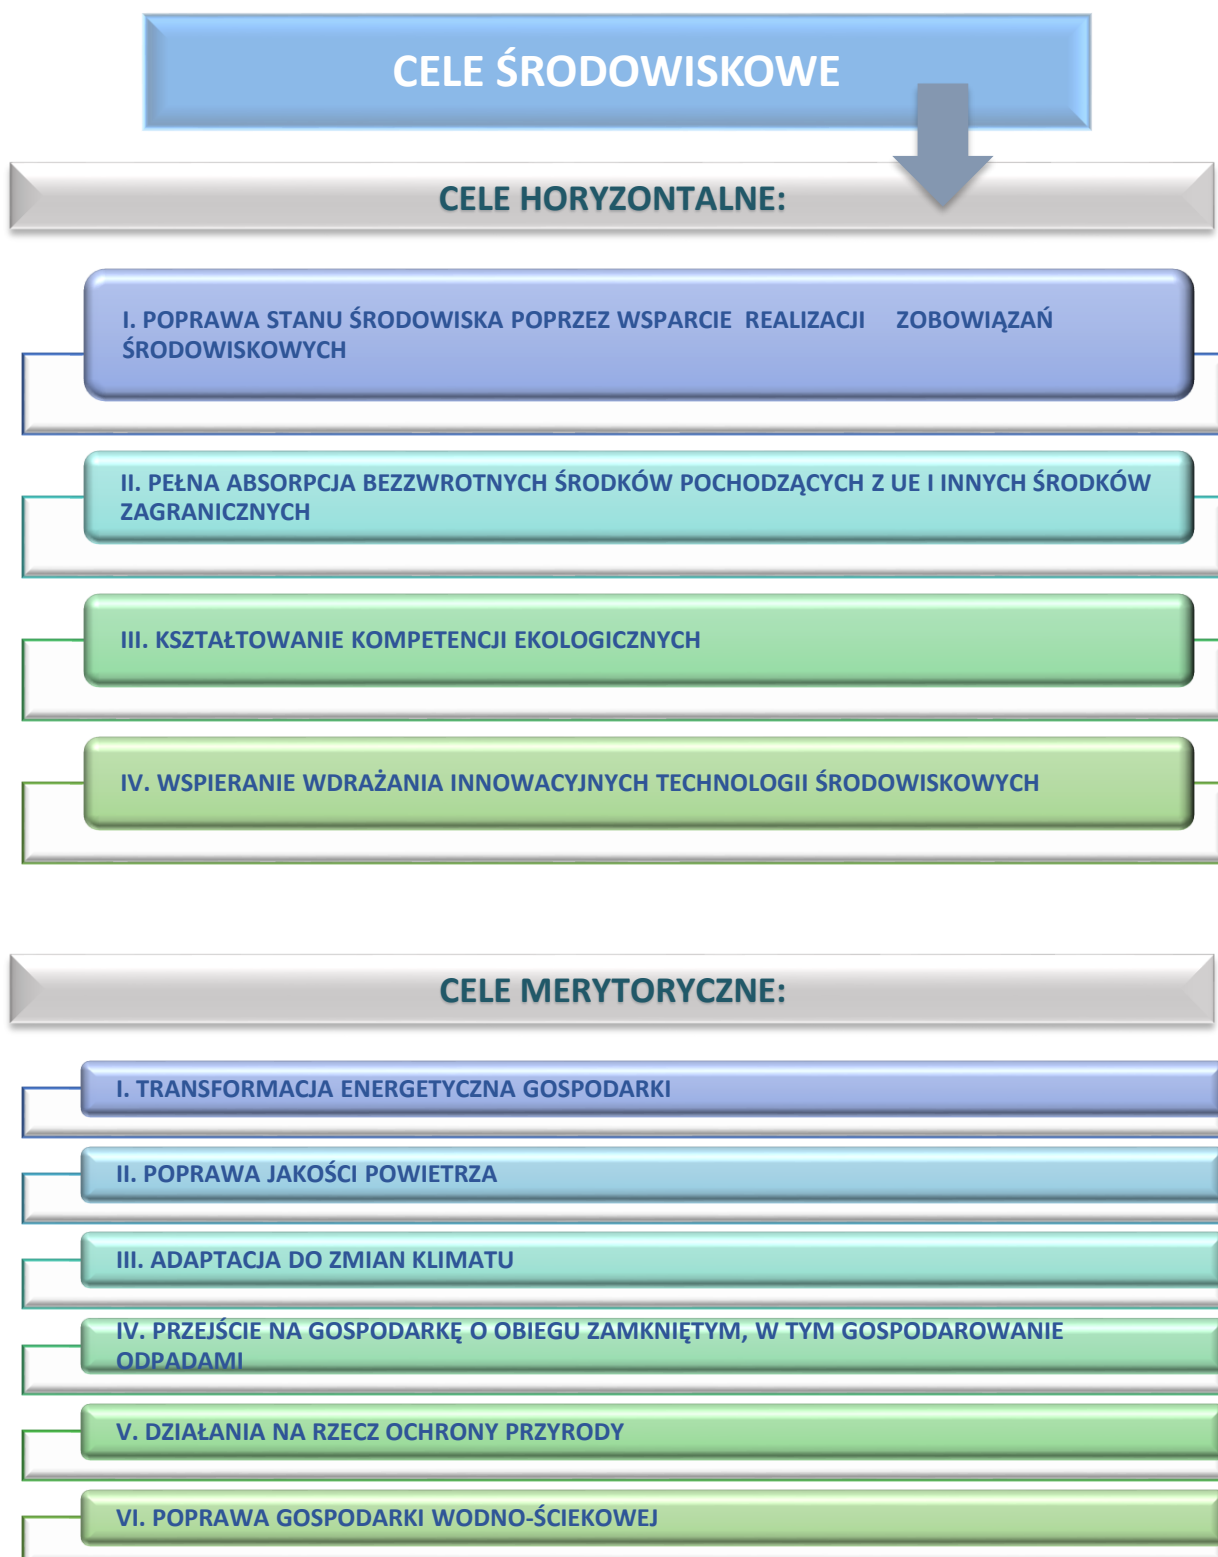 CELE ŚRODOWISKOWE
CELE HORYZONTALNE:
I. POPRAWA STANU ŚRODOWISKA POPRZEZ WSPARCIE REALIZACJI ZOBOWIĄZAŃ
ŚRODOWISKOWYCH
II. PEŁNA ABSORPCJA BEZZWROTNYCH ŚRODKÓW POCHODZĄCYCH Z UE I INNYCH ŚRODKÓW
ZAGRANICZNYCH
III. KSZTAŁTOWANIE KOMPETENCJI EKOLOGICZNYCH
IV. WSPIERANIE WDRAŻANIA INNOWACYJNYCH TECHNOLOGII ŚRODOWISKOWYCH
CELE MERYTORYCZNE:
I. TRANSFORMACJA ENERGETYCZNA GOSPODARKI
II. POPRAWA JAKOŚCI POWIETRZA
III. ADAPTACJA DO ZMIAN KLIMATU
IV. PRZEJŚCIE NA GOSPODARKĘ O OBIEGU ZAMKNIĘTYM, W TYM GOSPODAROWANIE
ODPADAMI
V. DZIAŁANIA NA RZECZ OCHRONY PRZYRODY
VI. POPRAWA GOSPODARKI WODNO-ŚCIEKOWEJ